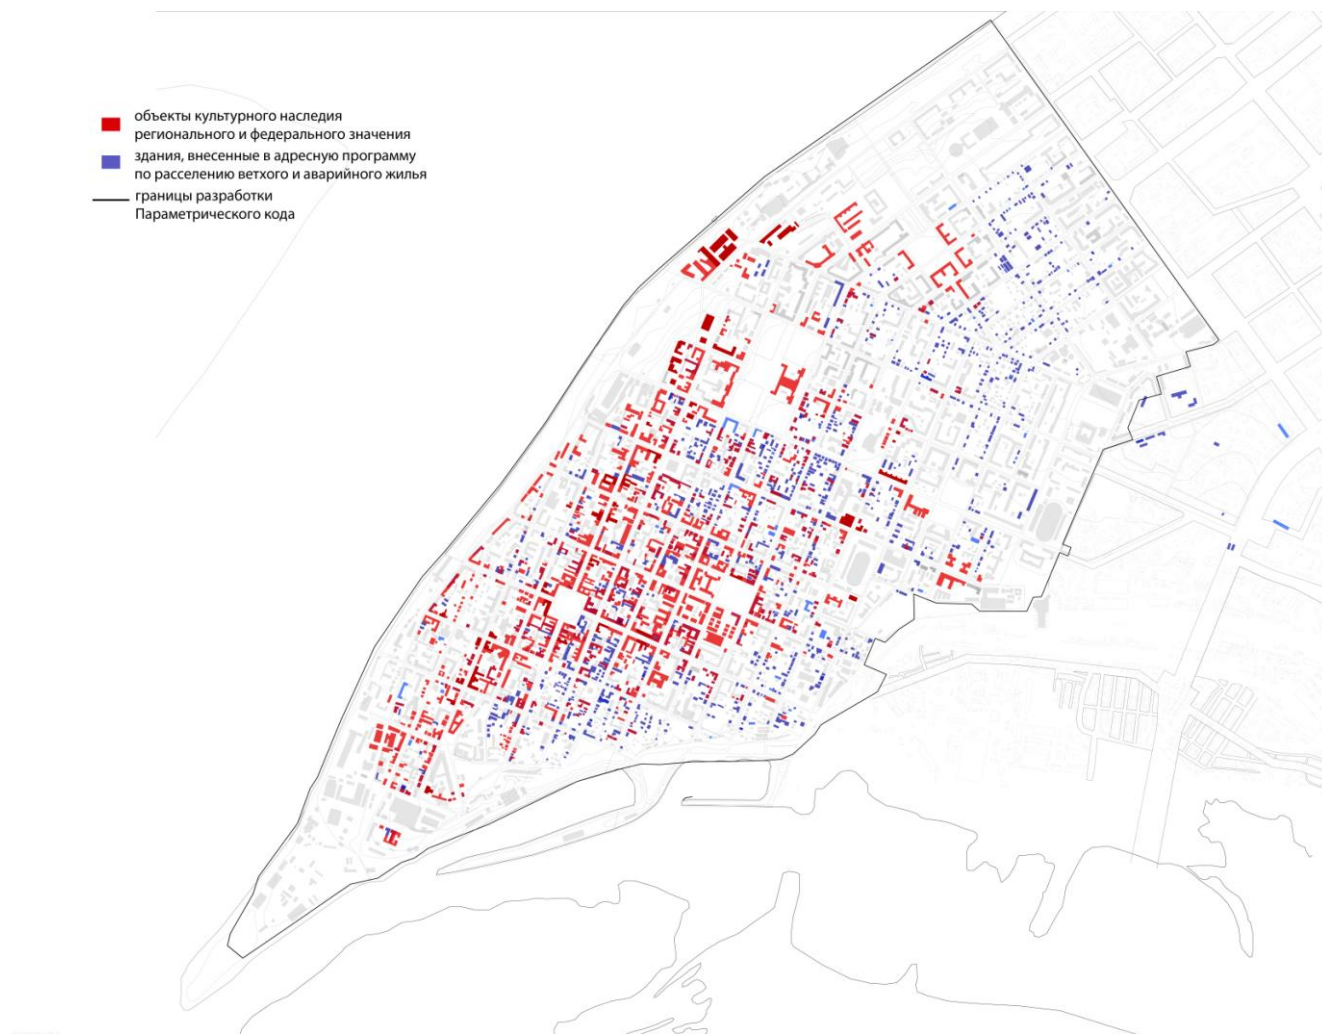 объекты культурного наследия
регионального и федерального значения
здания, внесенные в адресную программу
по расселению ветхого и аварийного жилья
границы разработки
Параметрического кода